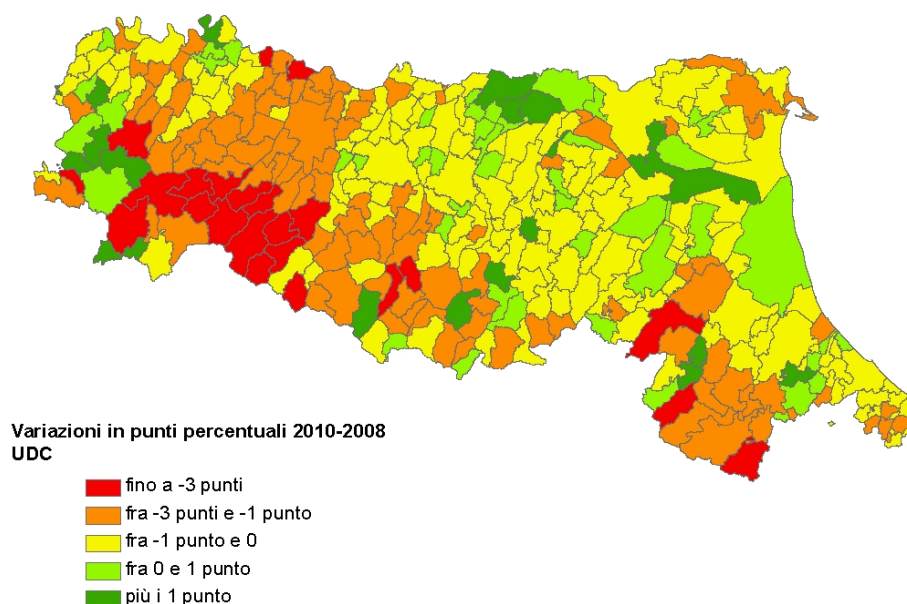 Variazioni in punti percentuali 2010-2008
UDC
fino a -3 punti
fra -3 punti e -1 punto
fra -1 punto e 0
fra 0 e 1 punto
più i 1 punto